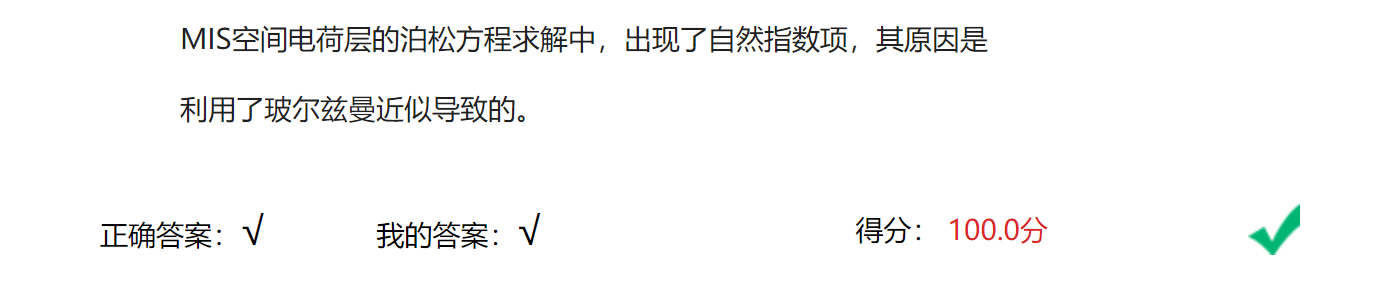 MIS空间电荷层的泊松方程求解中，出现了自然指数项，其原因是
利用了玻尔兹曼近似导致的。
正确答案：√ 我的答案：√ 得分： 100.0分